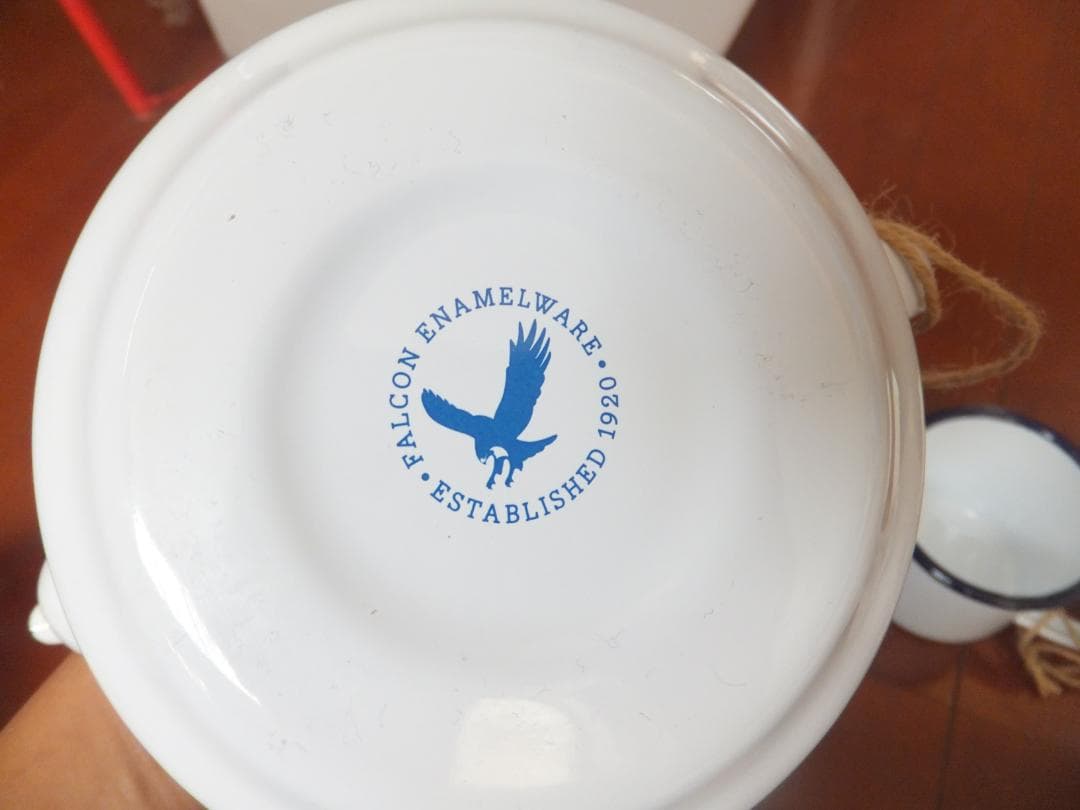 FALCON ENAMELWARE •
ESTABLISHED 1920 •